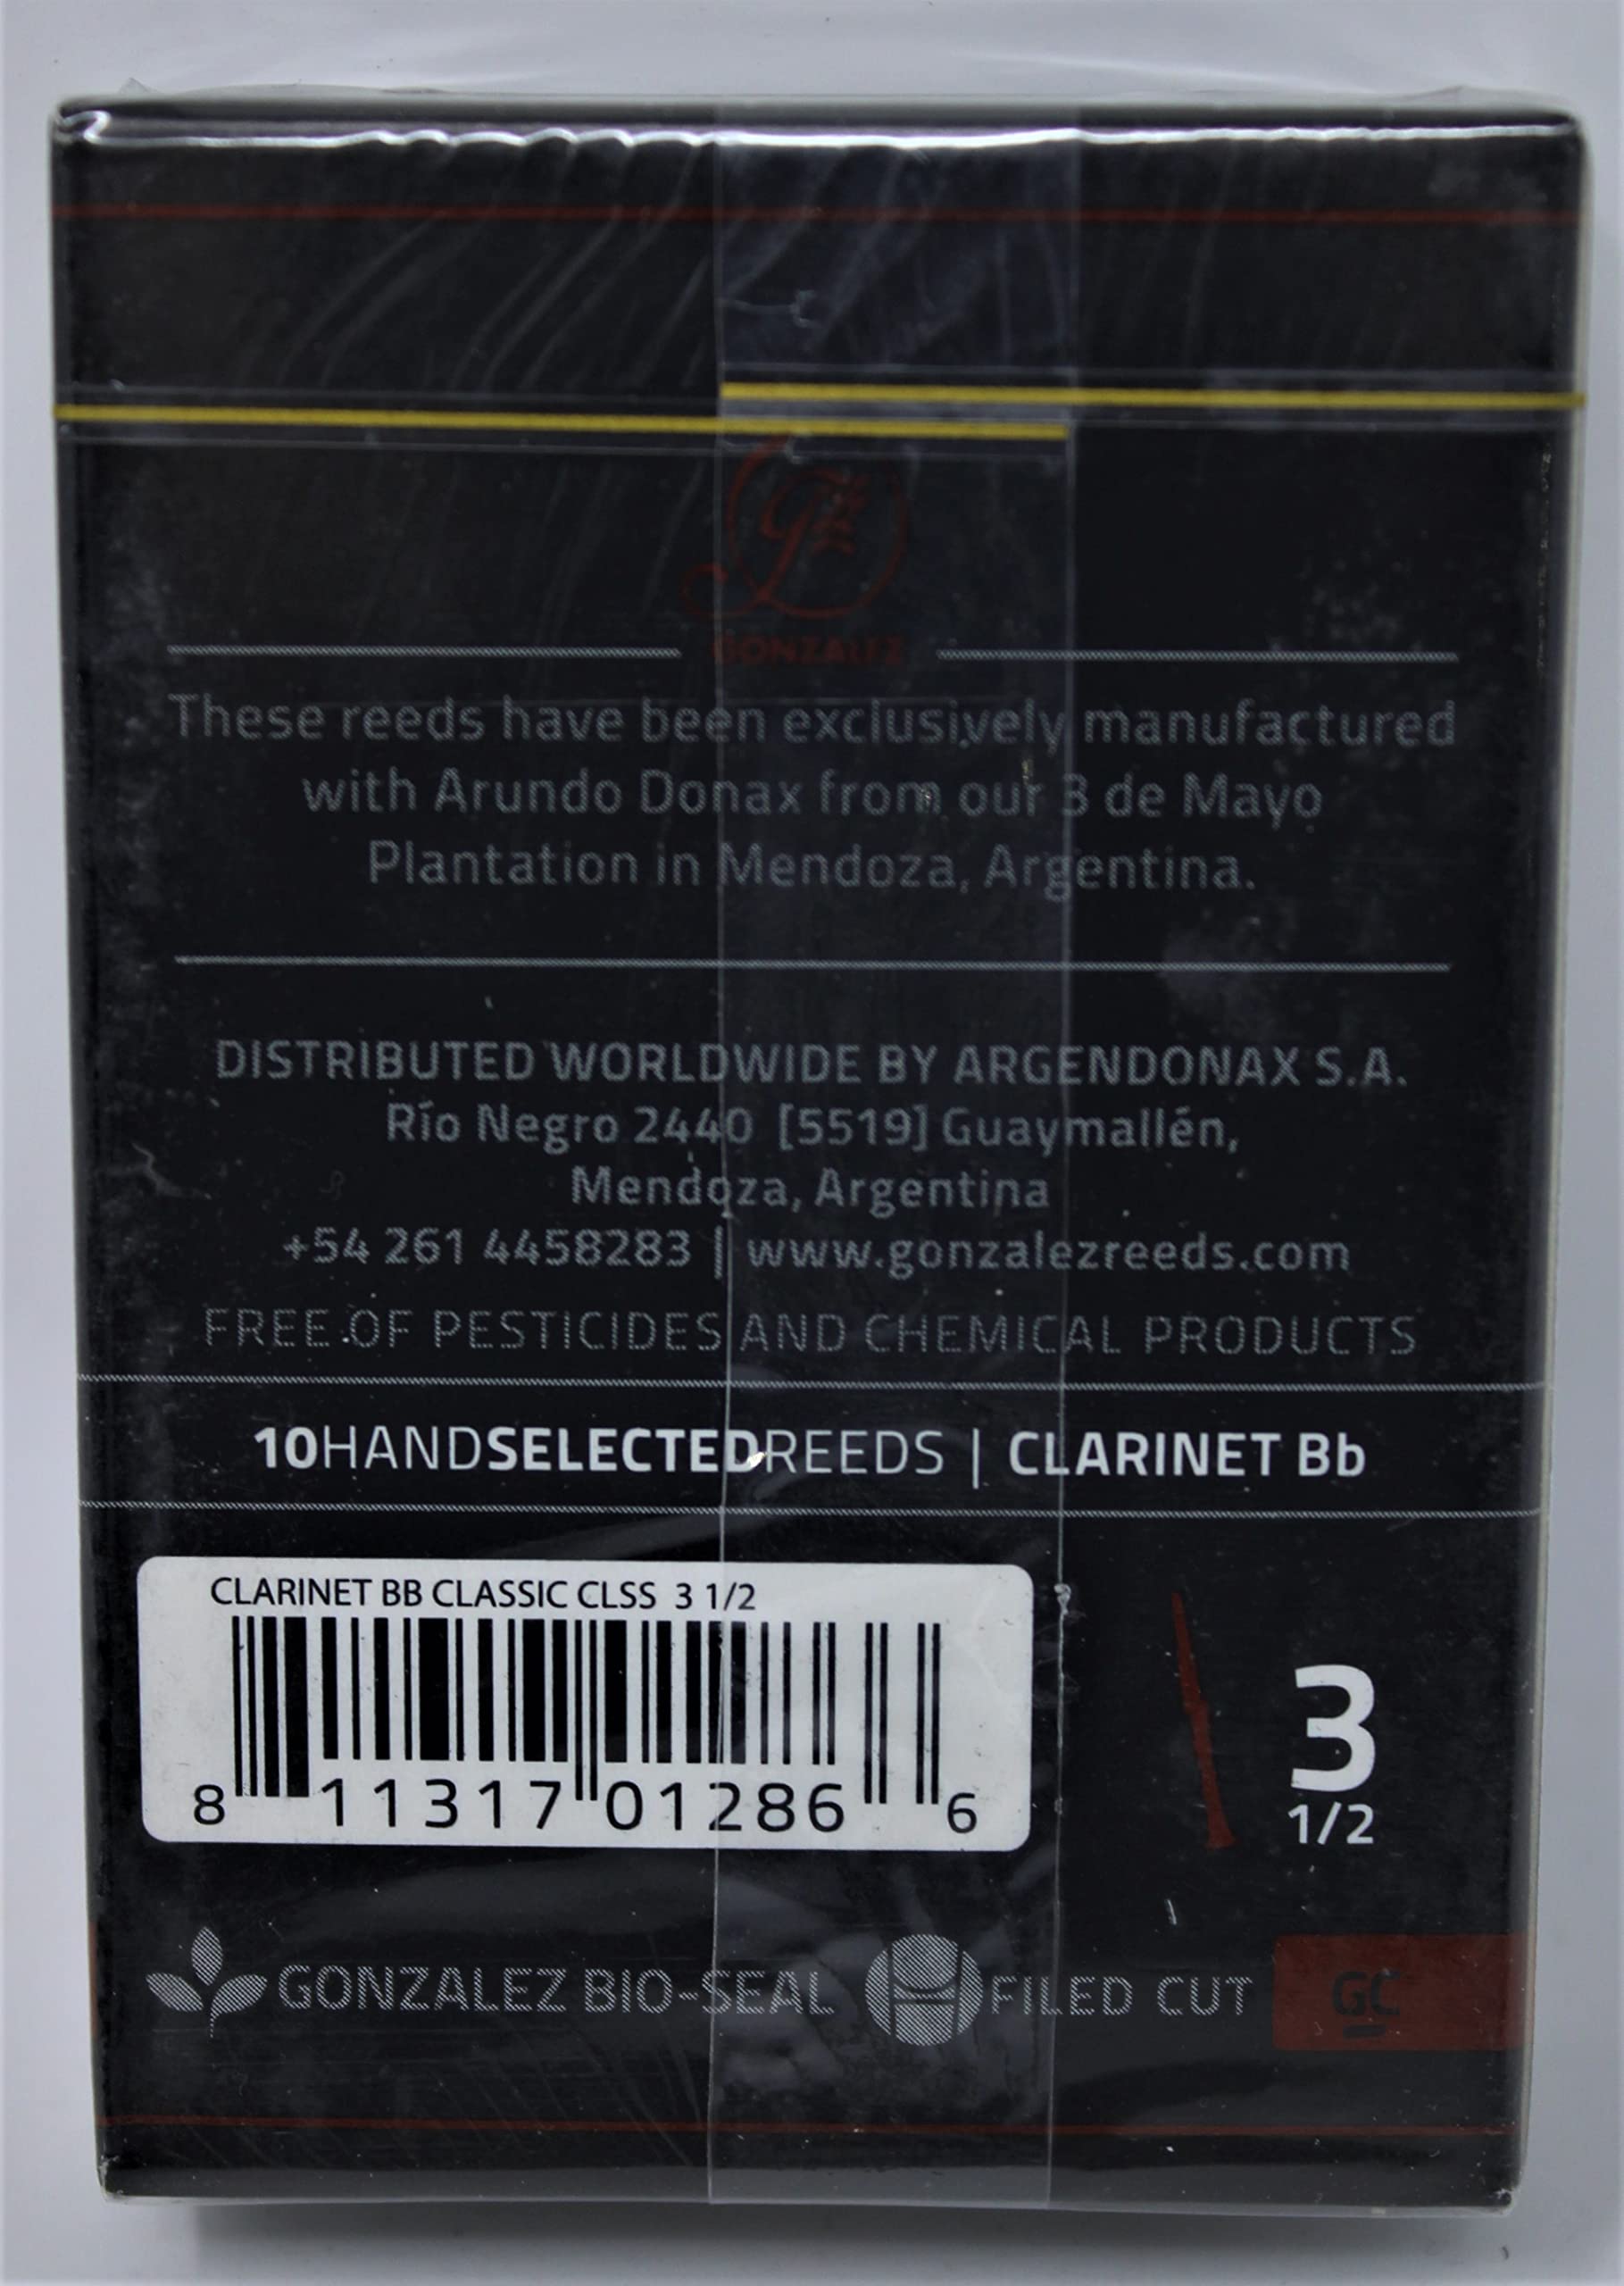 GONZALEZ
These reeds have been exclusively manufactured
with Arundo Donax from our 3 de Mayo
Plantation in Mendoza, Argentina.
DISTRIBUTED WORLDWIDE BY ARGENDONAX S.A.
Río Negro 2440 [5519] Guaymallén,
Mendoza, Argentina
+54 261 4458283 | www.gonzalezreeds.com
FREE OF PESTICIDES AND CHEMICAL PRODUCTS
10HANDSELECTEDREEDS | CLARINET Bb
CLARINET BB CLASSIC CLSS 3 1/2
8 11317 01286 6
3
1/2
GONZALEZ BIO-SEAL FILED CUT GC